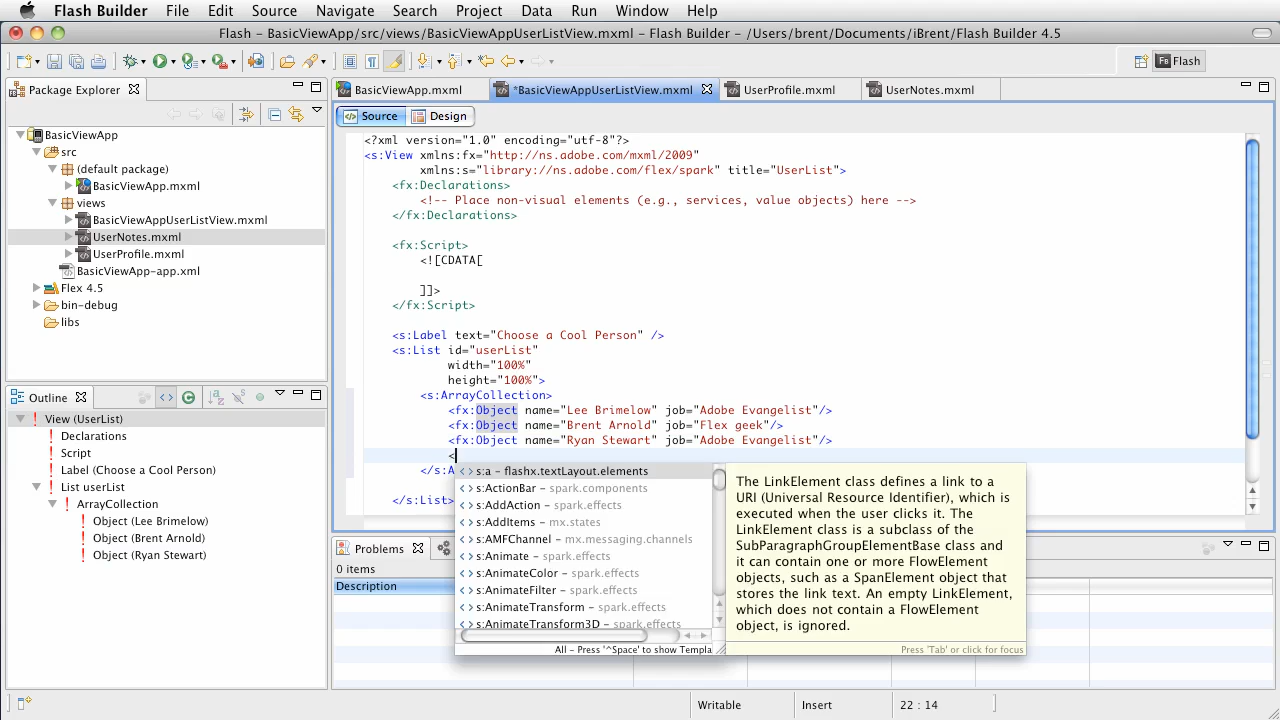 Flash Builder File Edit Source Navigate Search Project Data Run Window Help
Flash - BasicViewApp/src/views/BasicViewAppUserListView.mxml - Flash Builder - /Users/brent/Documents/iBrent/Flash Builder 4.5
Fb Flash
Package Explorer
BasicViewApp
src
(default package)
BasicViewApp.mxml
views
BasicViewAppUserListView.mxml
UserNotes.mxml
UserProfile.mxml
BasicViewApp-app.xml
Flex 4.5
bin-debug
libs
Outline
View (UserList)
Declarations
Script
Label (Choose a Cool Person)
List userList
ArrayCollection
Object (Lee Brimelow)
Object (Brent Arnold)
Object (Ryan Stewart)
BasicViewApp.mxml *BasicViewAppUserListView.mxml UserProfile.mxml UserNotes.mxml
Source Design
<?xml version="1.0" encoding="utf-8"?>
<s:View xmlns:fx="http://ns.adobe.com/mxml/2009"
xmlns:s="library://ns.adobe.com/flex/spark" title="UserList">
<fx:Declarations>
<!-- Place non-visual elements (e.g., services, value objects) here -->
</fx:Declarations>
<fx:Script>
<![CDATA[
]]>
</fx:Script>
<s:Label text="Choose a Cool Person" />
<s:List id="userList"
width="100%"
height="100%">
<s:ArrayCollection>
<fx:Object name="Lee Brimelow" job="Adobe Evangelist"/>
<fx:Object name="Brent Arnold" job="Flex geek"/>
<fx:Object name="Ryan Stewart" job="Adobe Evangelist"/>
<
</s:A
</s:List>
s:a - flashx.textLayout.elements
s:ActionBar - spark.components
s:AddAction - spark.effects
s:AddItems - mx.states
s:AMFChannel - mx.messaging.channels
s:Animate - spark.effects
s:AnimateColor - spark.effects
s:AnimateFilter - spark.effects
s:AnimateTransform - spark.effects
s:AnimateTransform3D - spark.effects
All - Press '^Space' to show Templa
The LinkElement class defines a link to a
URI (Universal Resource Identifier), which is
executed when the user clicks it. The
LinkElement class is a subclass of the
SubParagraphGroupElementBase class and
it can contain one or more FlowElement
objects, such as a SpanElement object that
stores the link text. An empty LinkElement,
which does not contain a FlowElement
object, is ignored.
Press 'Tab' or click for focus
Problems
0 items
Description
Writable Insert 22 : 14